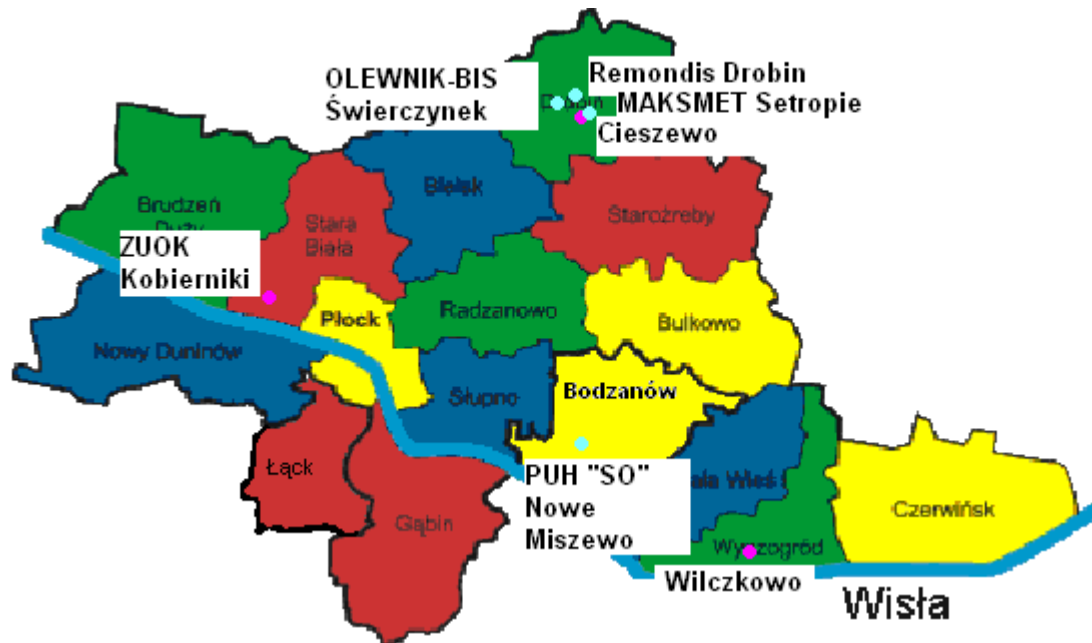 OLEWNIK-BIS
Świerczynek
Remondis Drobin
Drobin
MAKSMET Setropie
Cieszewo
Bielsk
Brudzeń
Duży
Stara
Biała
Staroźreby
ZUOK
Kobierniki
Radzanowo
Płock
Bulkowo
Nowy Duninów
Słupno
Bodzanów
Łąck
PUH "SO"
Nowe
Miszewo
ala Wieś
Gąbin
Czerwińsk
Wyszogród
Wilczkowo
Wisła